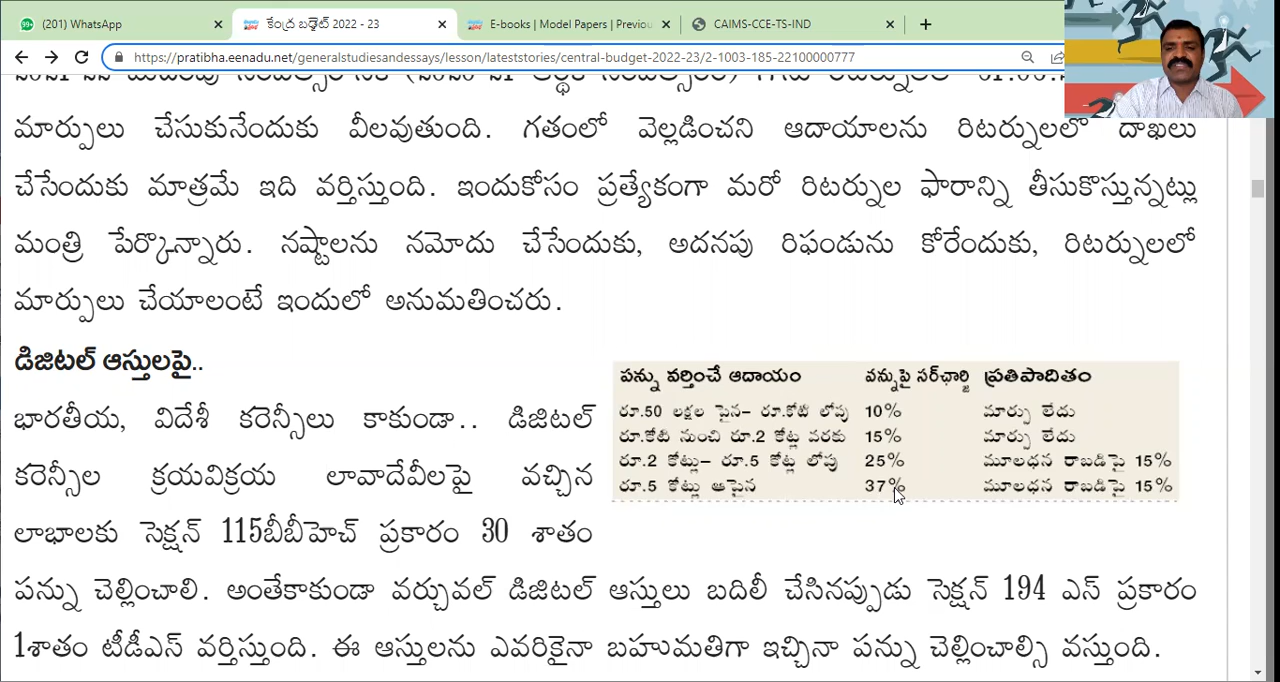 (201) WhatsApp
కేంద్ర బడ్జెట్ 2022 - 23
E-books | Model Papers | Previou
CAIMS-CCE-TS-IND
https://pratibha.eenadu.net/generalstudiesandessays/lesson/lateststories/central-budget-2022-23/2-1003-185-22100000777
మార్పులు చేసుకునేందుకు వీలవుతుంది. గతంలో వెల్లడించని ఆదాయాలను రిటర్నులలో దాఖలు
చేసేందుకు మాత్రమే ఇది వర్తిస్తుంది. ఇందుకోసం ప్రత్యేకంగా మరో రిటర్నుల ఫారాన్ని తీసుకొస్తున్నట్లు
మంత్రి పేర్కొన్నారు. నష్టాలను నమోదు చేసేందుకు, అదనపు రిఫండును కోరేందుకు, రిటర్నులలో
మార్పులు చేయాలంటే ఇందులో అనుమతించరు.
డిజిటల్ ఆస్తులపై..
భారతీయ, విదేశీ కరెన్సీలు కాకుండా.. డిజిటల్
కరెన్సీల క్రయవిక్రయ లావాదేవీలపై వచ్చిన
లాభాలకు సెక్షన్ 115బీబీహెచ్ ప్రకారం 30 శాతం
పన్ను వర్తించే ఆదాయం పన్నుపై సర్‌ఛార్జి ప్రతిపాదితం
రూ.50 లక్షల పైన– రూ.కోటి లోపు 10% మార్పు లేదు
రూ.కోటి నుంచి రూ.2 కోట్ల వరకు 15% మార్పు లేదు
రూ.2 కోట్లు– రూ.5 కోట్ల లోపు 25% మూలధన రాబడిపై 15%
రూ.5 కోట్లు ఆపైన 37% మూలధన రాబడిపై 15%
పన్ను చెల్లించాలి. అంతేకాకుండా వర్చువల్ డిజిటల్ ఆస్తులు బదిలీ చేసినప్పుడు సెక్షన్ 194 ఎస్ ప్రకారం
1శాతం టీడీఎస్ వర్తిస్తుంది. ఈ ఆస్తులను ఎవరికైనా బహుమతిగా ఇచ్చినా పన్ను చెల్లించాల్సి వస్తుంది.